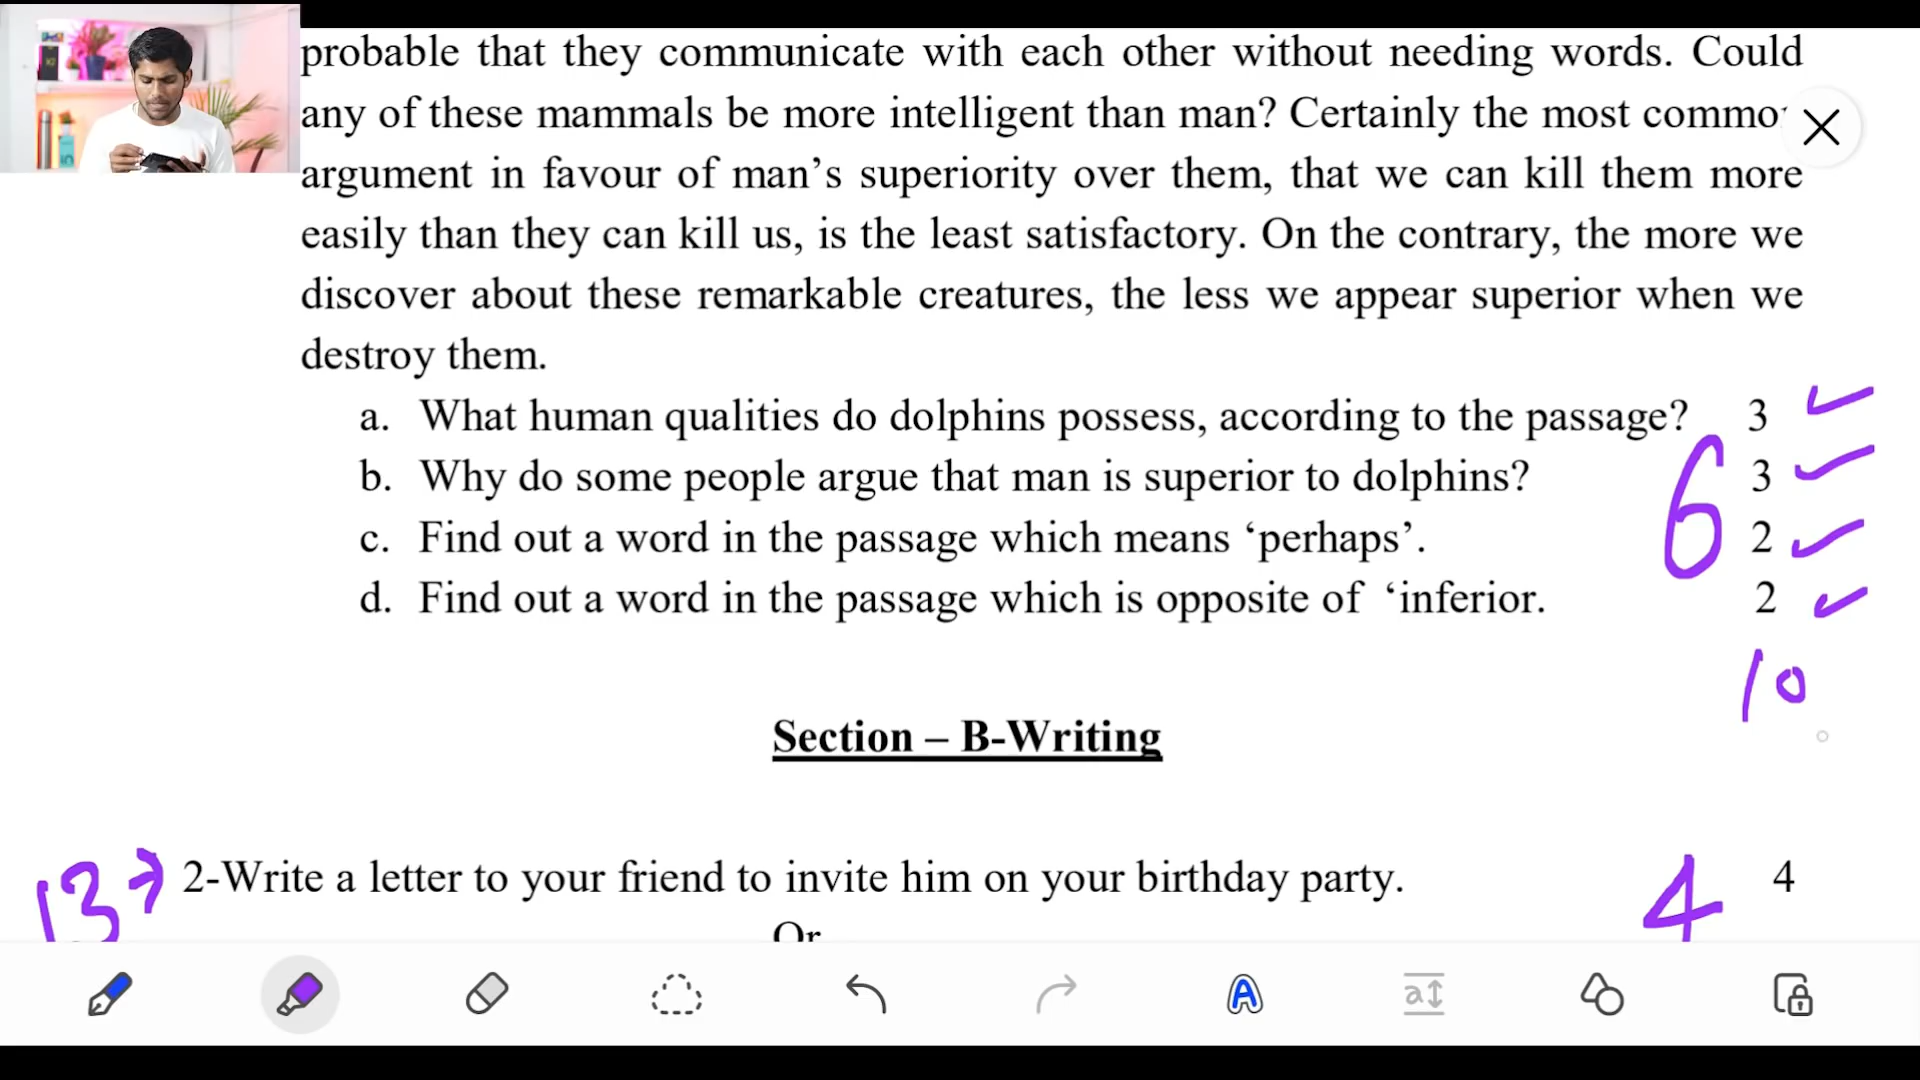 probable that they communicate with each other without needing words. Could
any of these mammals be more intelligent than man? Certainly the most commo
argument in favour of man's superiority over them, that we can kill them more
easily than they can kill us, is the least satisfactory. On the contrary, the more we
discover about these remarkable creatures, the less we appear superior when we
destroy them.
a. What human qualities do dolphins possess, according to the passage? 3
b. Why do some people argue that man is superior to dolphins? 3
6
c. Find out a word in the passage which means ‘perhaps’. 2
d. Find out a word in the passage which is opposite of ‘inferior. 2
10
Section – B-Writing
13 → 2-Write a letter to your friend to invite him on your birthday party. 4 4
Or
A
a